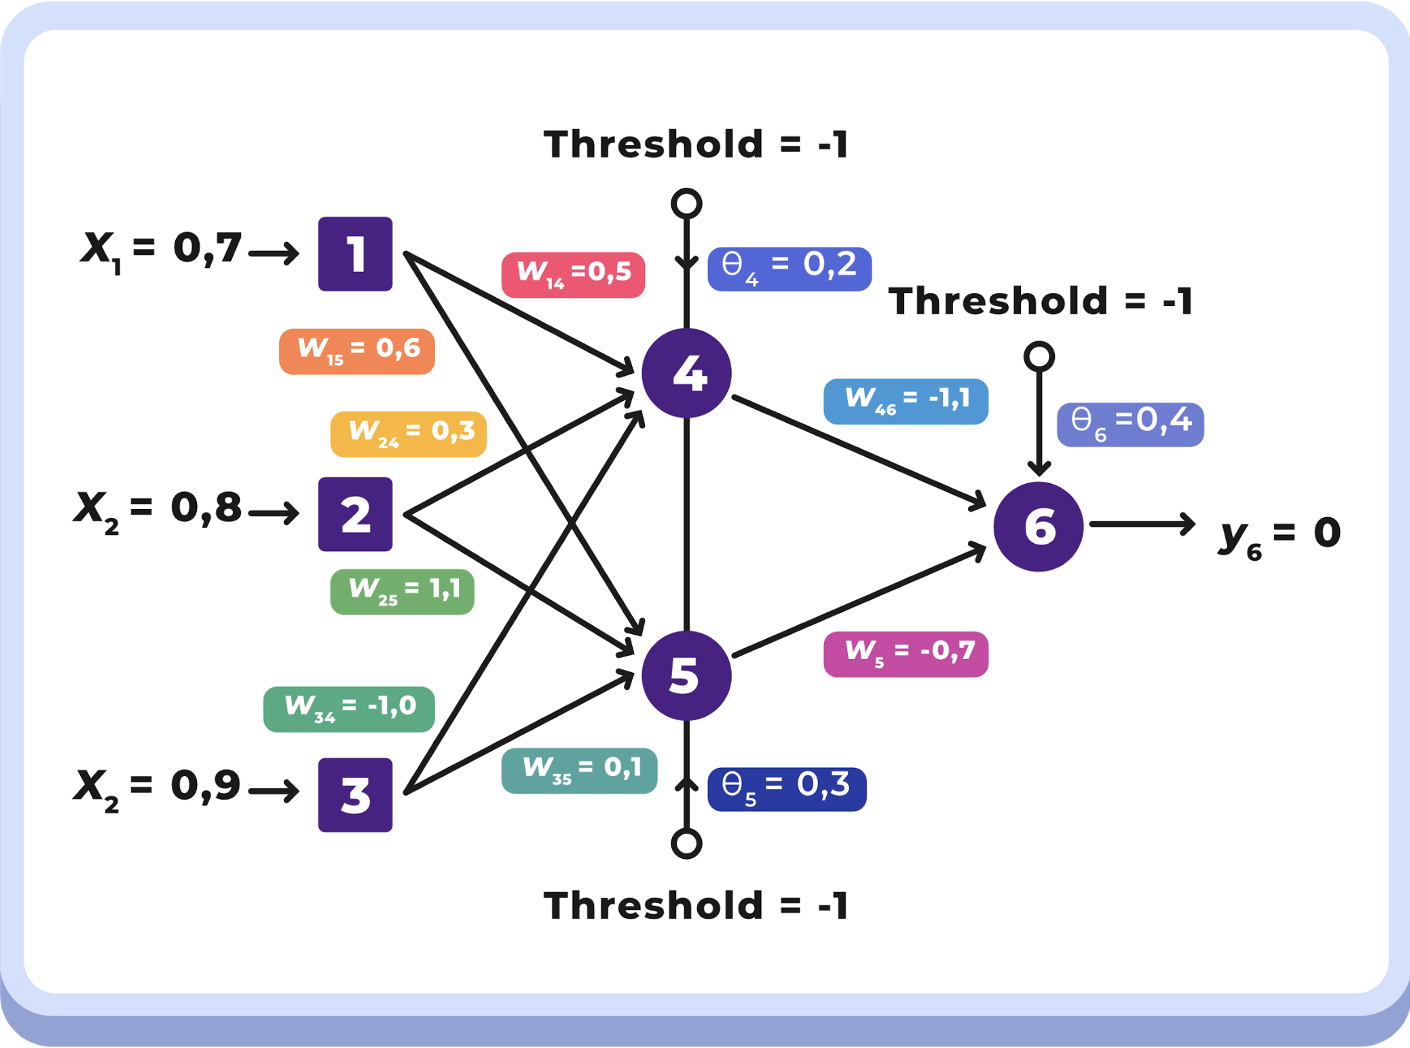 Threshold = -1
X1 = 0,7
1
W14 =0,5
θ4 = 0,2
Threshold = -1
W15 = 0,6
4
W46 = -1,1
θ6 =0,4
W24 = 0,3
X2 = 0,8
2
6
y6 = 0
W25 = 1,1
5
W5 = -0,7
W34 = -1,0
X2 = 0,9
3
W35 = 0,1
θ5 = 0,3
Threshold = -1